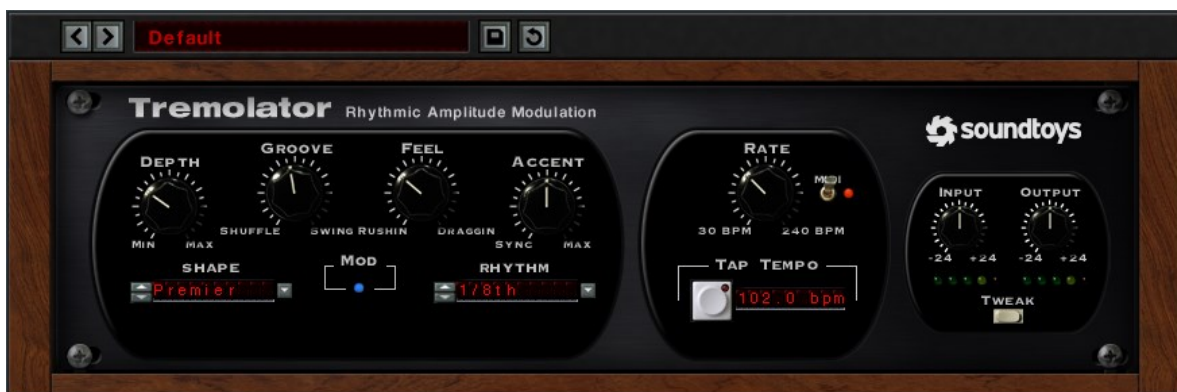 Default
Tremolator Rhythmic Amplitude Modulation
soundtoys
DEPTH
GROOVE
FEEL
ACCENT
MIN MAX
SHUFFLE SWING
RUSHIN DRAGGIN
SYNC MAX
SHAPE
Premier
MOD
RHYTHM
1/8th
RATE
MIDI
30 BPM 240 BPM
TAP TEMPO
102.0 bpm
INPUT OUTPUT
-24 +24 -24 +24
TWEAK